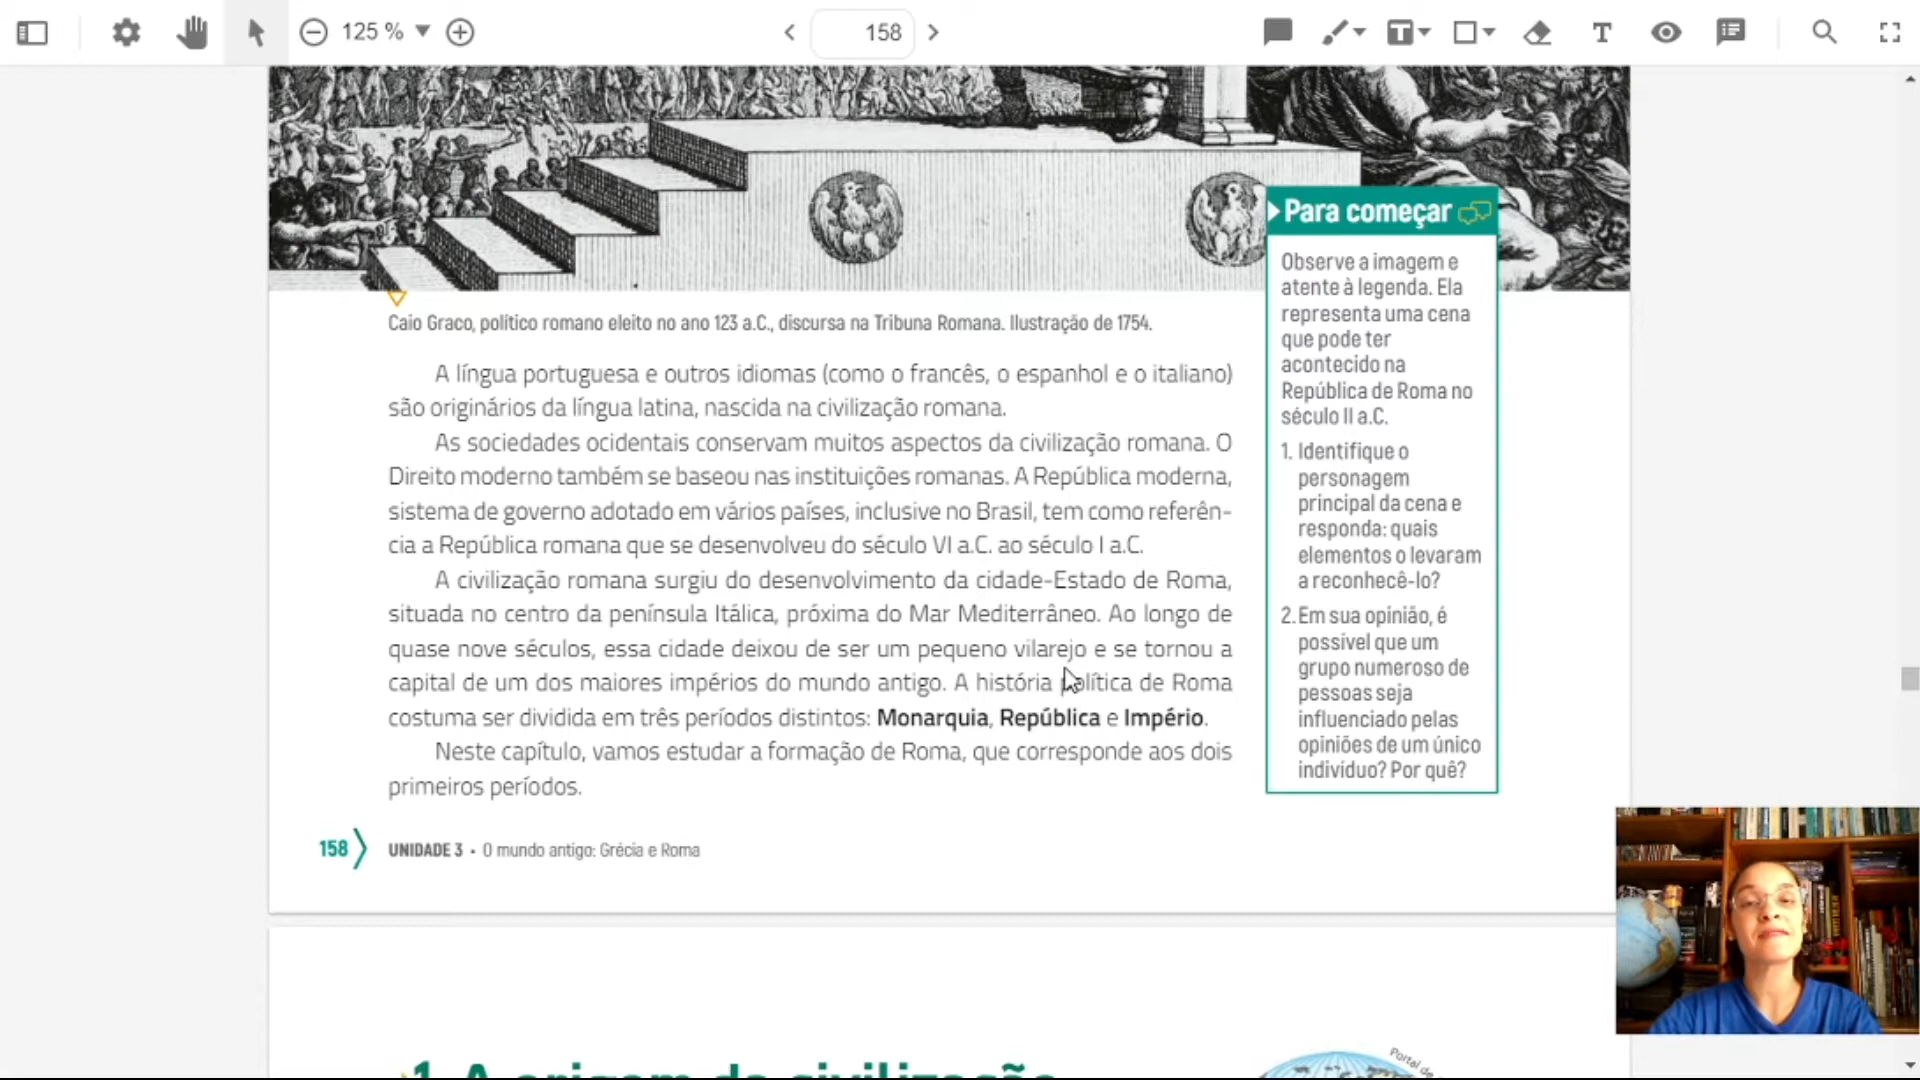 125 %
158
Caio Graco, político romano eleito no ano 123 a.C., discursa na Tribuna Romana. Ilustração de 1754.
A língua portuguesa e outros idiomas (como o francês, o espanhol e o italiano)
são originários da língua latina, nascida na civilização romana.
As sociedades ocidentais conservam muitos aspectos da civilização romana. O
Direito moderno também se baseou nas instituições romanas. A República moderna,
sistema de governo adotado em vários países, inclusive no Brasil, tem como referên-
cia a República romana que se desenvolveu do século VI a.C. ao século I a.C.
A civilização romana surgiu do desenvolvimento da cidade-Estado de Roma,
situada no centro da península Itálica, próxima do Mar Mediterrâneo. Ao longo de
quase nove séculos, essa cidade deixou de ser um pequeno vilarejo e se tornou a
capital de um dos maiores impérios do mundo antigo. A história política de Roma
costuma ser dividida em três períodos distintos: Monarquia, República e Império.
Neste capítulo, vamos estudar a formação de Roma, que corresponde aos dois
primeiros períodos.
Para começar
Observe a imagem e
atente à legenda. Ela
representa uma cena
que pode ter
acontecido na
República de Roma no
século II a.C.
1. Identifique o
personagem
principal da cena e
responda: quais
elementos o levaram
a reconhecê-lo?
2. Em sua opinião, é
possível que um
grupo numeroso de
pessoas seja
influenciado pelas
opiniões de um único
indivíduo? Por quê?
158 UNIDADE 3 • O mundo antigo: Grécia e Roma
1 A origem da civilização
Portal de